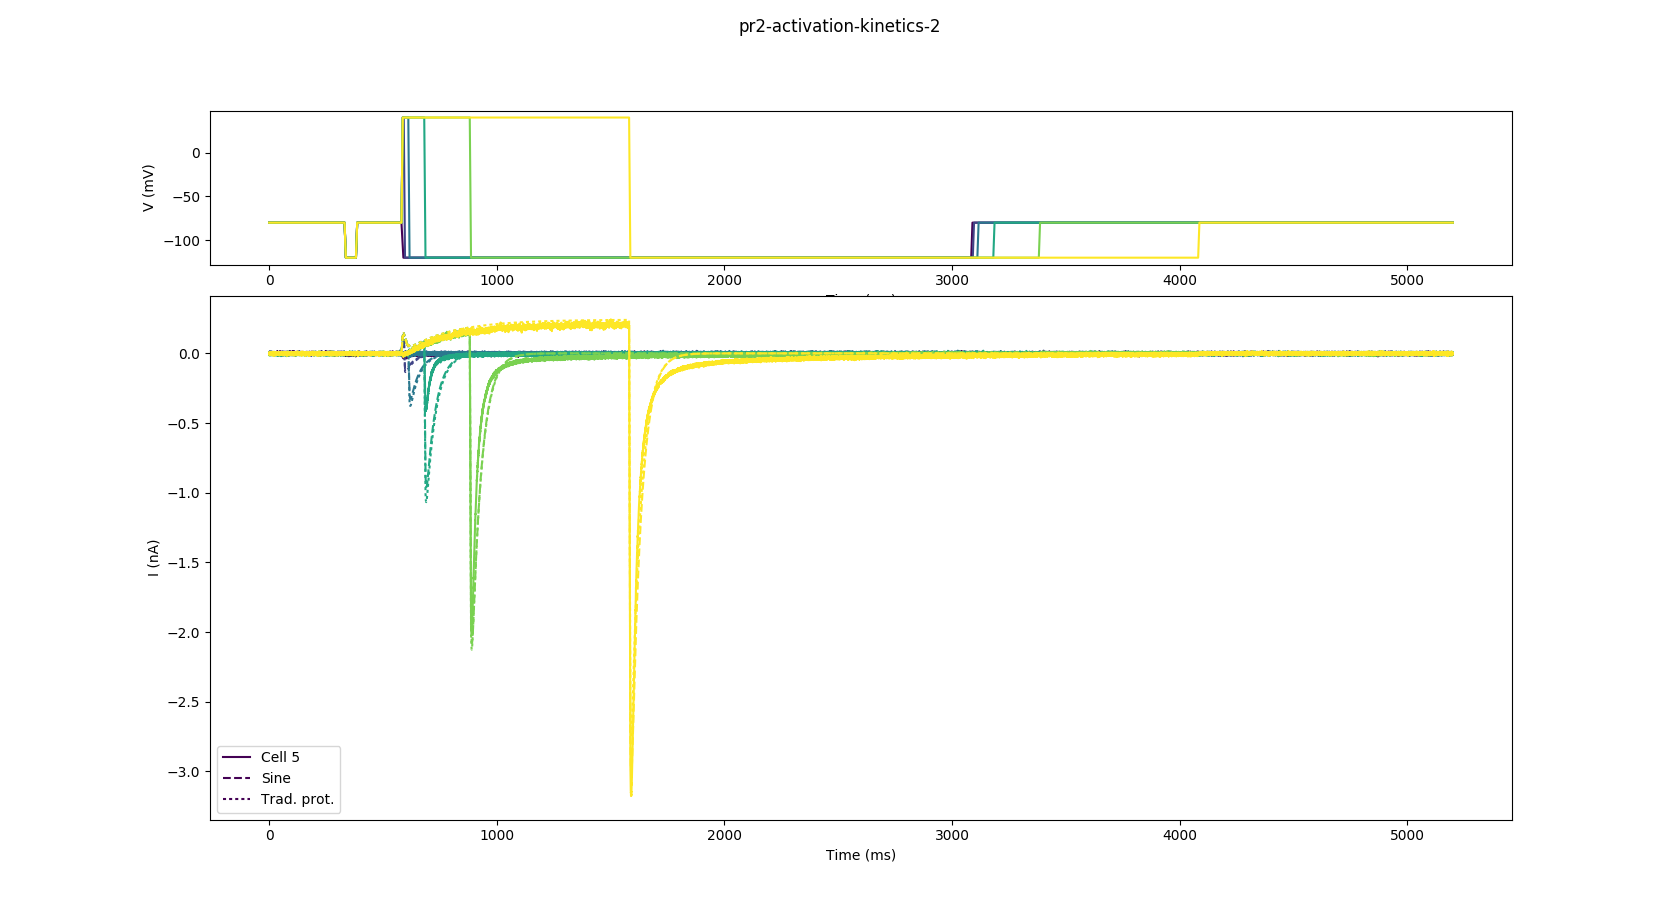 pr2-activation-kinetics-2
V (mV)
0
−50
−100
0 1000 2000 3000 4000 5000
I (nA)
0.0
−0.5
−1.0
−1.5
−2.0
−2.5
−3.0
Cell 5
Sine
Trad. prot.
0 1000 2000 3000 4000 5000
Time (ms)